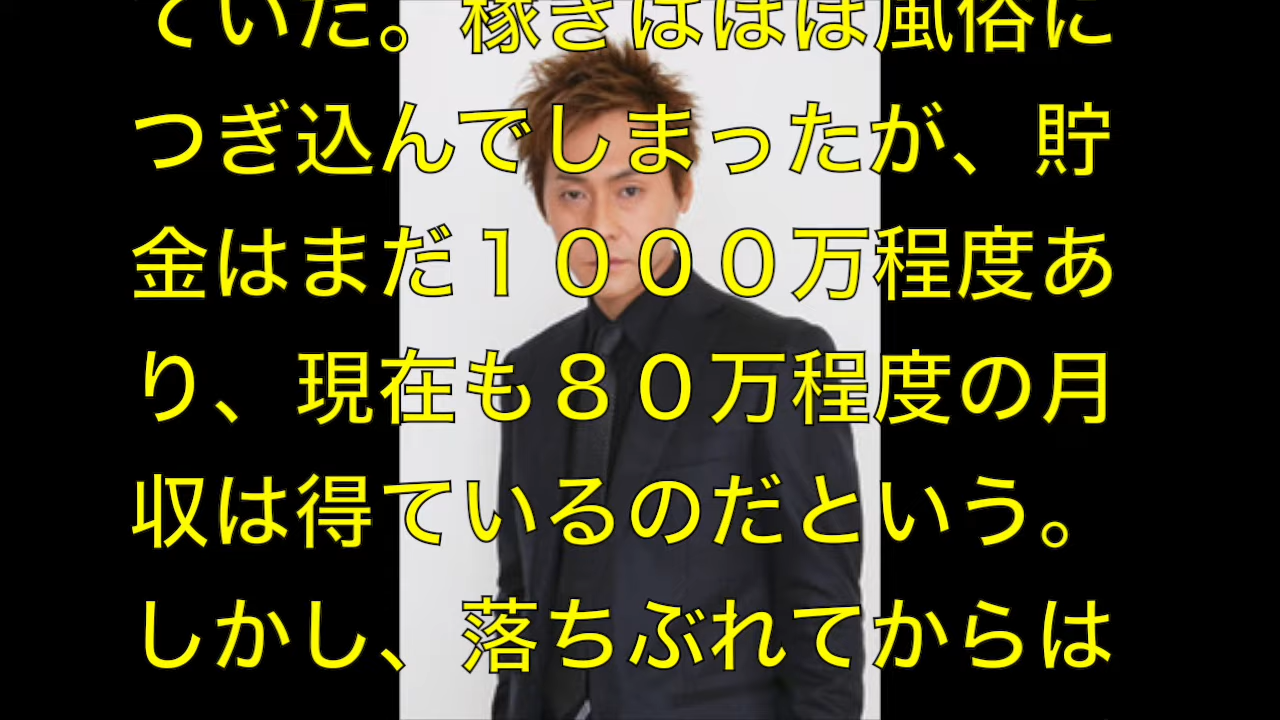 ていた。稼ぎはほぼ風俗に
つぎ込んでしまったが、貯
金はまだ１０００万程度あ
り、現在も８０万程度の月
収は得ているのだという。
しかし、落ちぶれてからは